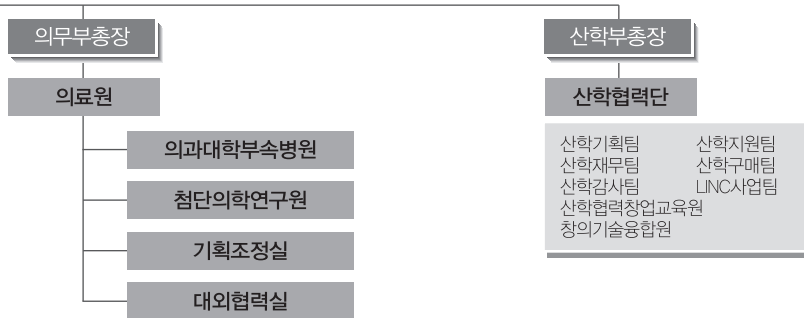 의무부총장
의료원
의과대학부속병원
첨단의학연구원
기획조정실
대외협력실
산학부총장
산학협력단
산학기획팀 산학지원팀
산학재무팀 산학구매팀
산학감사팀 LINC사업팀
산학협력창업교육원
창의기술융합원